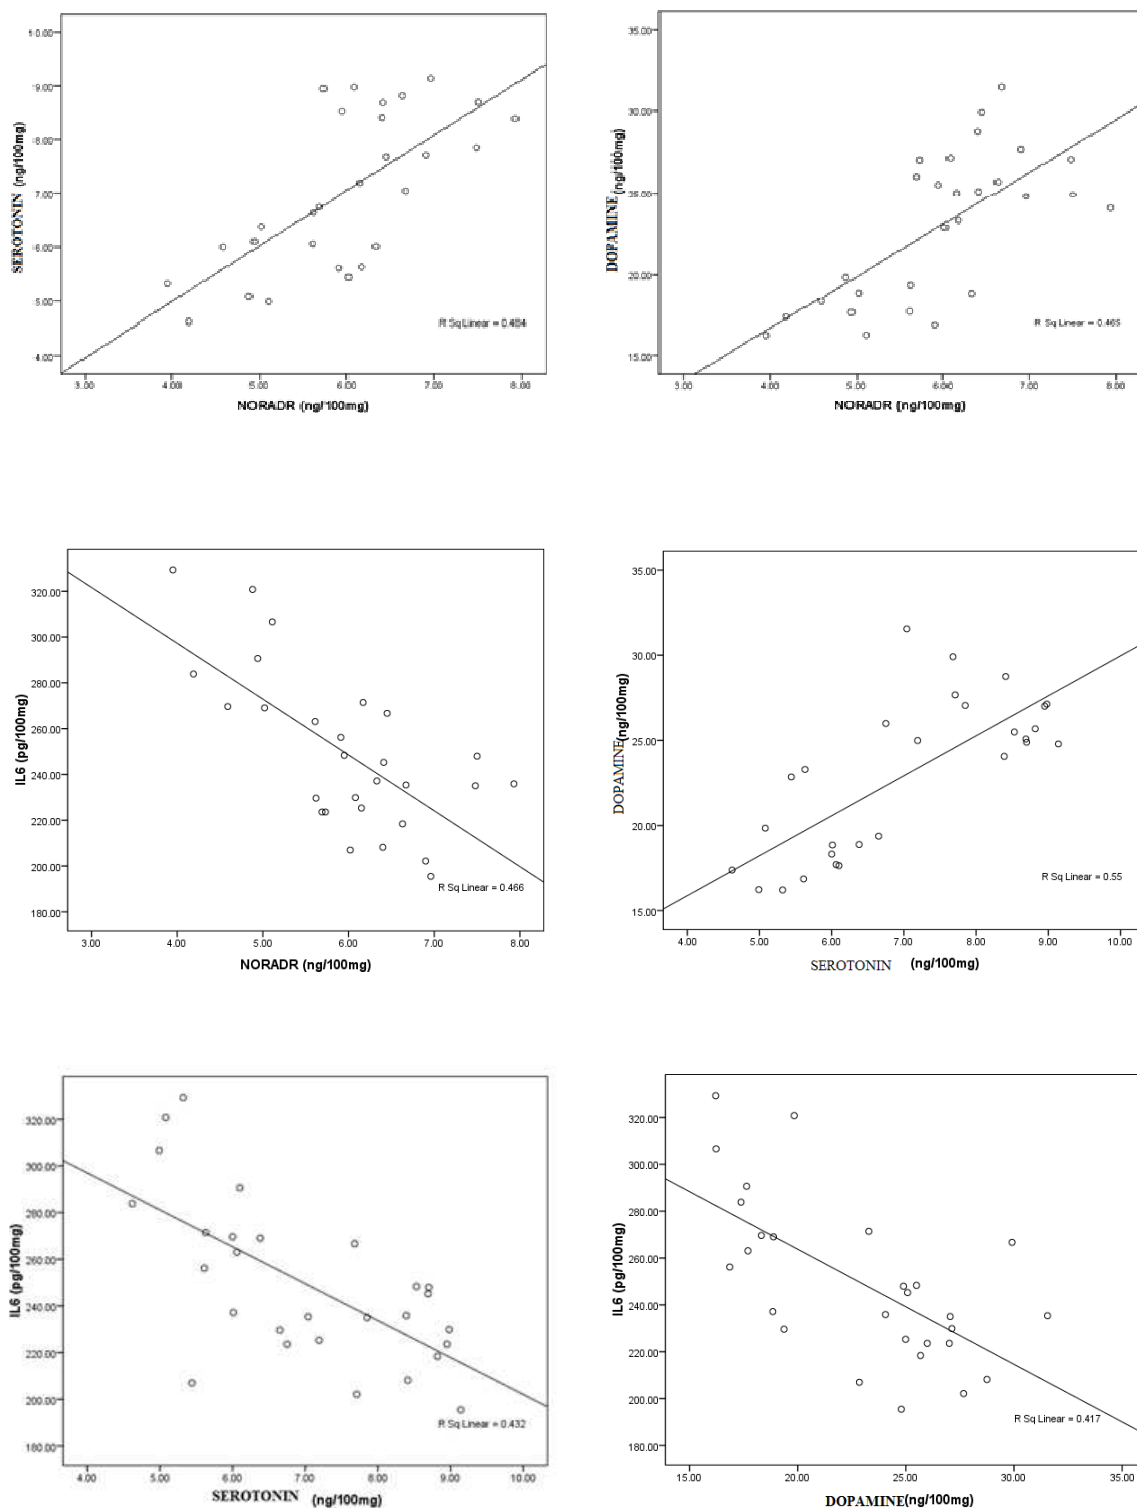 10.00
9.00
8.00
7.00
6.00
5.00
4.00
SEROTONIN (ng/100mg)
R Sq Linear = 0.484
3.00 4.00 5.00 6.00 7.00 8.00
NORADR (ng/100mg)
35.00
30.00
25.00
20.00
15.00
DOPAMINE (ng/100mg)
R Sq Linear = 0.465
3.00 4.00 5.00 6.00 7.00 8.00
NORADR (ng/100mg)
320.00
300.00
280.00
260.00
240.00
220.00
200.00
180.00
IL6 (pg/100mg)
R Sq Linear = 0.466
3.00 4.00 5.00 6.00 7.00 8.00
NORADR (ng/100mg)
35.00
30.00
25.00
20.00
15.00
DOPAMINE (ng/100mg)
R Sq Linear = 0.55
4.00 5.00 6.00 7.00 8.00 9.00 10.00
SEROTONIN (ng/100mg)
320.00
300.00
280.00
260.00
240.00
220.00
200.00
180.00
IL6 (pg/100mg)
R Sq Linear = 0.432
4.00 5.00 6.00 7.00 8.00 9.00 10.00
SEROTONIN (ng/100mg)
320.00
300.00
280.00
260.00
240.00
220.00
200.00
180.00
IL6 (pg/100mg)
R Sq Linear = 0.417
15.00 20.00 25.00 30.00 35.00
DOPAMINE (ng/100mg)